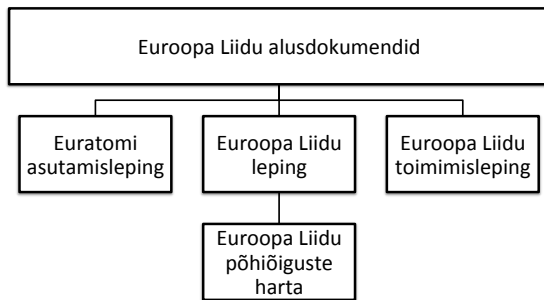 Euroopa Liidu alusdokumendid
Euratomi
asutamisleping
Euroopa Liidu
leping
Euroopa Liidu
toimimisleping
Euroopa Liidu
põhiõiguste
harta